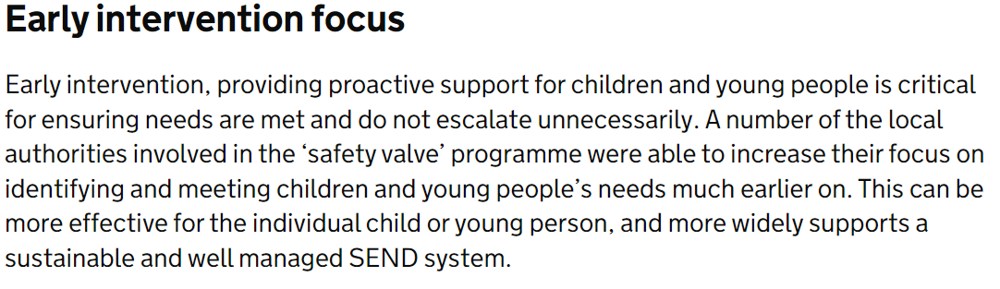 Early intervention focus
Early intervention, providing proactive support for children and young people is critical
for ensuring needs are met and do not escalate unnecessarily. A number of the local
authorities involved in the ‘safety valve’ programme were able to increase their focus on
identifying and meeting children and young people’s needs much earlier on. This can be
more effective for the individual child or young person, and more widely supports a
sustainable and well managed SEND system.